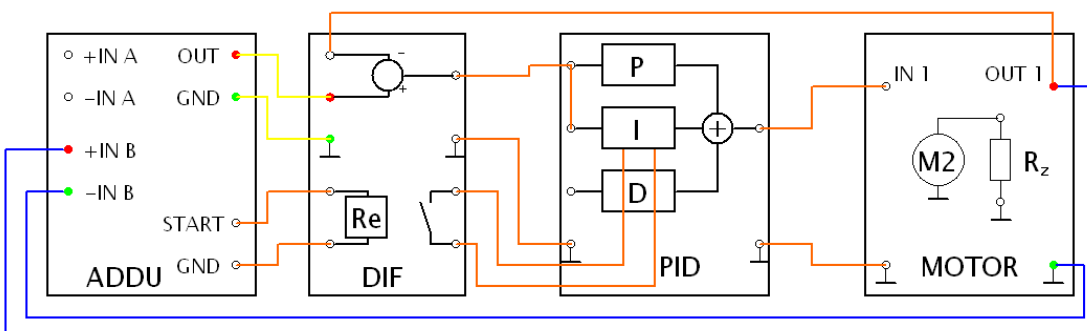 +IN A
OUT
−IN A
GND
+IN B
−IN B
START
GND
ADDU
-
+
Re
DIF
P
I
D
+
PID
IN 1
OUT 1
M2
Rz
MOTOR